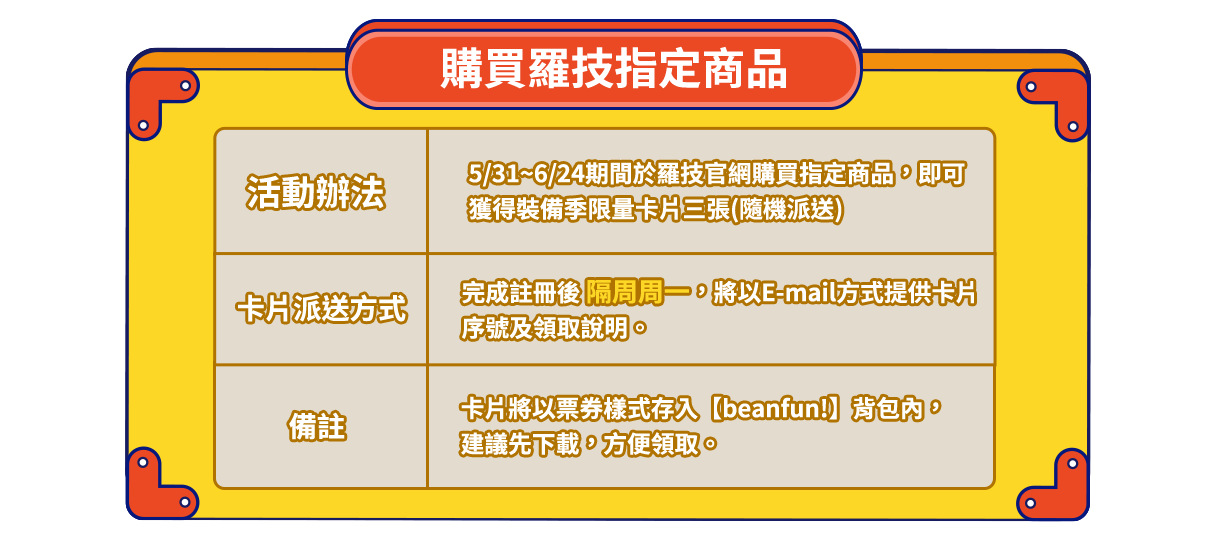 購買羅技指定商品
活動辦法
5/31~6/24期間於羅技官網購買指定商品，即可
獲得裝備季限量卡片三張(隨機派送)
卡片派送方式
完成註冊後 隔周周一，將以E-mail方式提供卡片
序號及領取說明。
備註
卡片將以票券樣式存入【beanfun!】背包內，
建議先下載，方便領取。